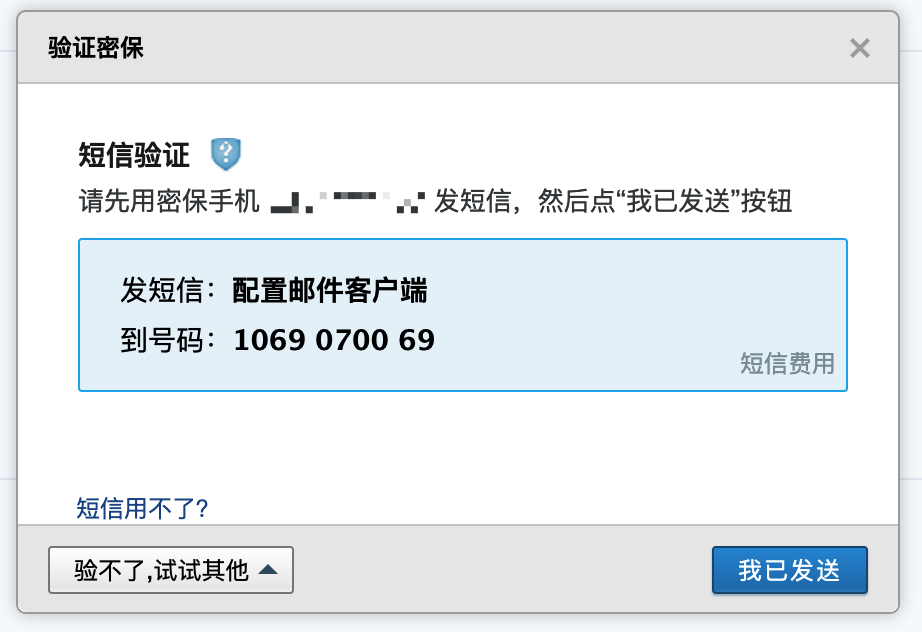 验证密保
短信验证
请先用密保手机 发短信，然后点“我已发送”按钮
发短信：配置邮件客户端
到号码：1069 0700 69
短信费用
短信用不了?
验不了,试试其他
我已发送